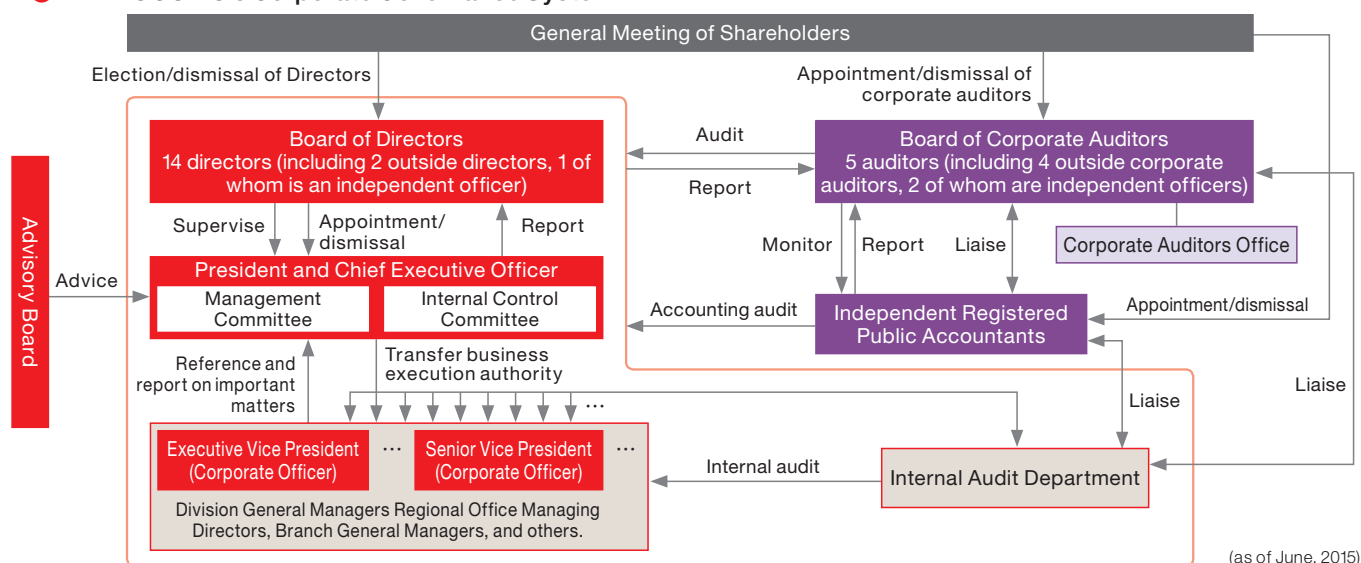 General Meeting of Shareholders
Election/dismissal of Directors
Appointment/dismissal of
corporate auditors
Board of Directors
14 directors (including 2 outside directors, 1 of
whom is an independent officer)
Audit
Report
Board of Corporate Auditors
5 auditors (including 4 outside corporate
auditors, 2 of whom are independent officers)
Advisory Board
Supervise
Appointment/
dismissal
Report
Monitor
Report
Liaise
Corporate Auditors Office
Advice
President and Chief Executive Officer
Management
Committee
Internal Control
Committee
Accounting audit
Independent Registered
Public Accountants
Appointment/dismissal
Reference and
report on important
matters
Transfer business
execution authority
Liaise
Liaise
...
Executive Vice President
(Corporate Officer)
...
Senior Vice President
(Corporate Officer)
...
Internal audit
Internal Audit Department
Division General Managers Regional Office Managing
Directors, Branch General Managers, and others.
(as of June, 2015)